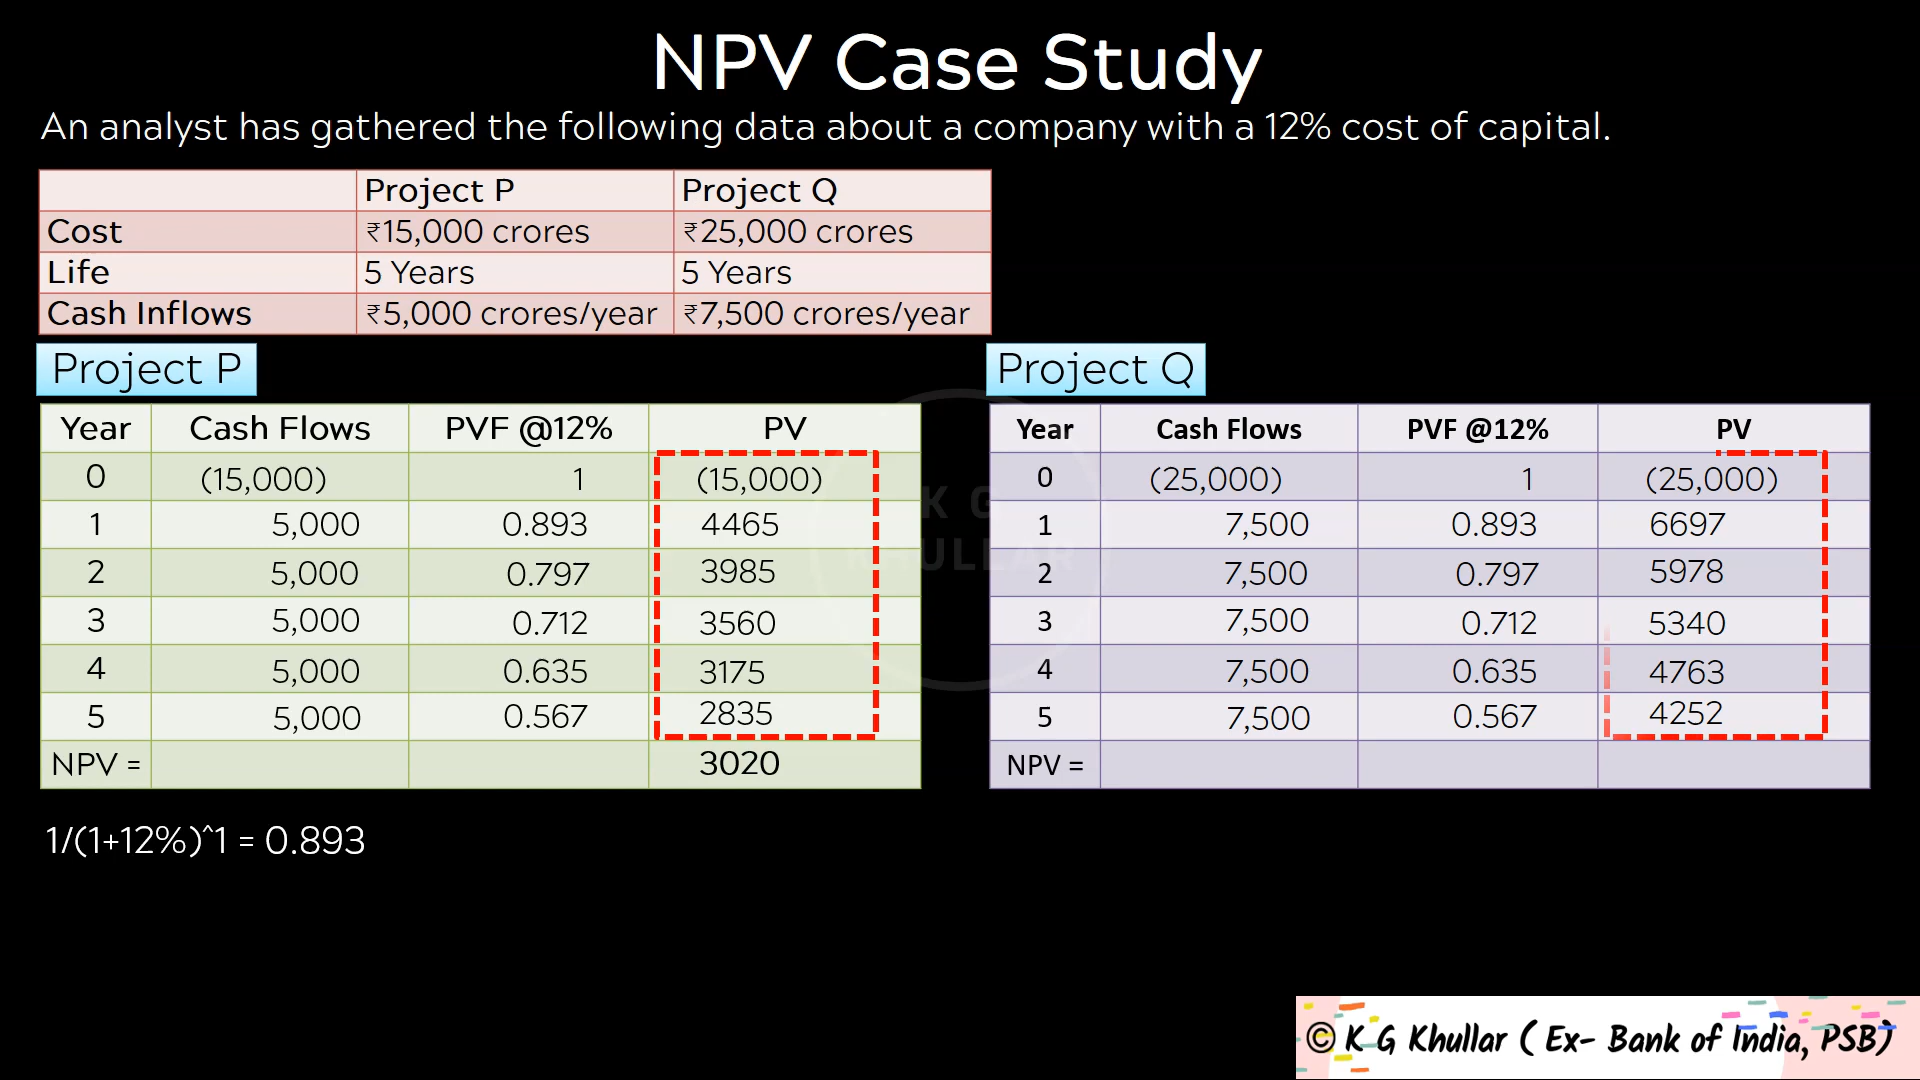 NPV Case Study
An analyst has gathered the following data about a company with a 12% cost of capital.
Project P Project Q
Cost ₹15,000 crores ₹25,000 crores
Life 5 Years 5 Years
Cash Inflows ₹5,000 crores/year ₹7,500 crores/year
Project P
Year Cash Flows PVF @12% PV
0 (15,000) 1 (15,000)
1 5,000 0.893 4465
2 5,000 0.797 3985
3 5,000 0.712 3560
4 5,000 0.635 3175
5 5,000 0.567 2835
NPV = 3020
Project Q
Year Cash Flows PVF @12% PV
0 (25,000) 1 (25,000)
1 7,500 0.893 6697
2 7,500 0.797 5978
3 7,500 0.712 5340
4 7,500 0.635 4763
5 7,500 0.567 4252
NPV =
K G
KHULLAR
1/(1+12%)^1 = 0.893
© K G Khullar ( Ex- Bank of India, PSB)